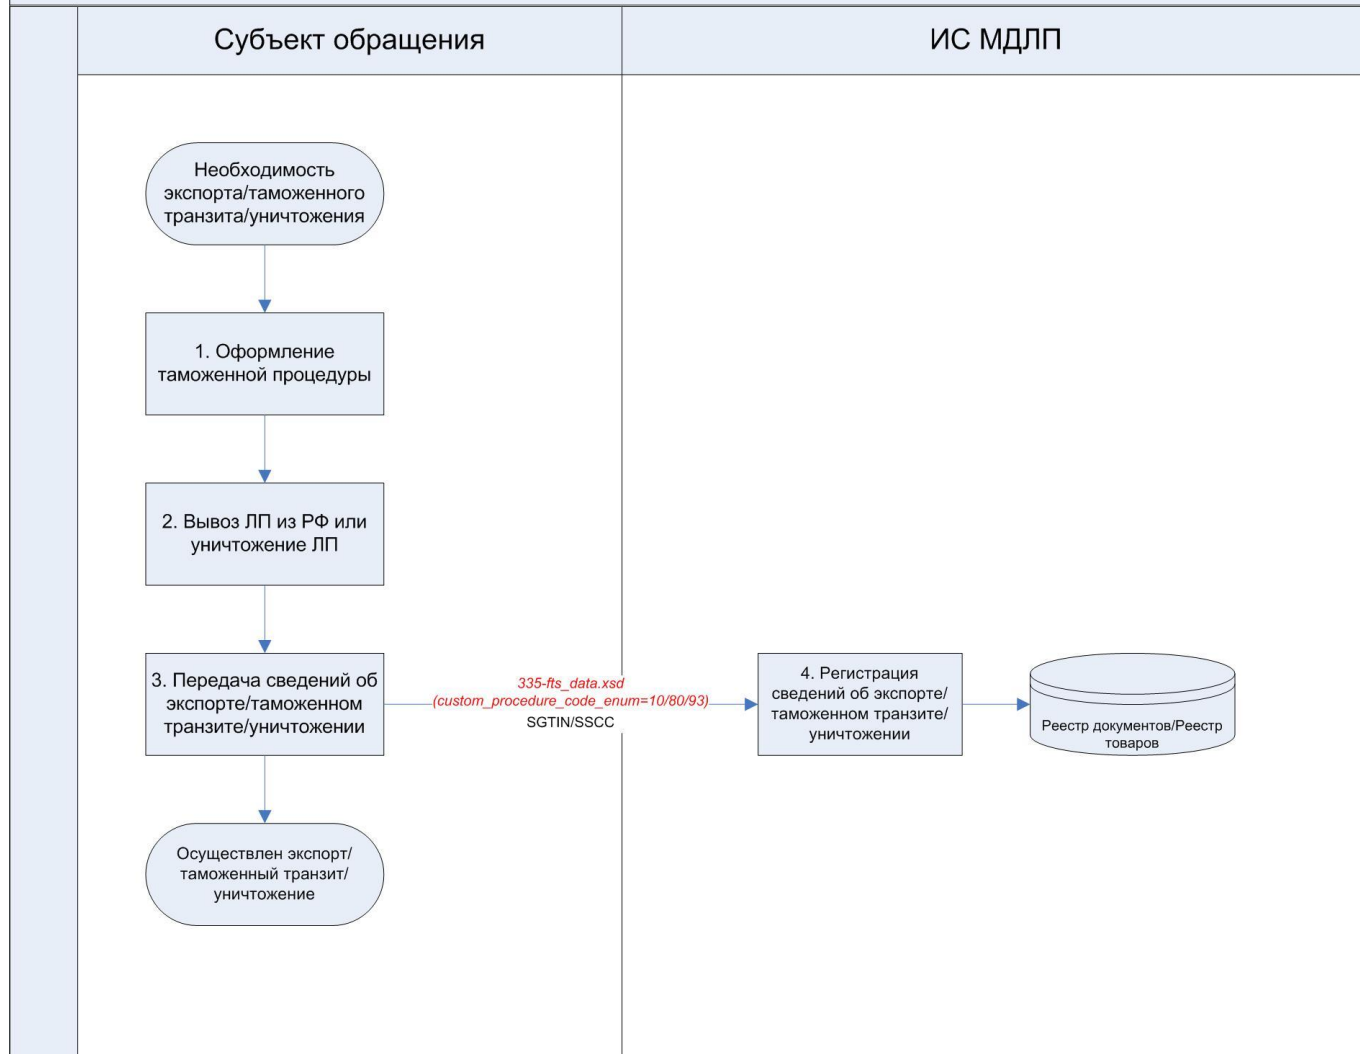 Субъект обращения
ИС МДЛП
Необходимость
экспорта/таможенного
транзита/уничтожения
1. Оформление
таможенной процедуры
2. Вывоз ЛП из РФ или
уничтожение ЛП
3. Передача сведений об
экспорте/таможенном
транзите/уничтожении
335-fts_data.xsd
(custom_procedure_code_enum=10/80/93)
SGTIN/SSCC
4. Регистрация
сведений об экспорте/
таможенном транзите/
уничтожении
Реестр документов/Реестр
товаров
Осуществлен экспорт/
таможенный транзит/
уничтожение